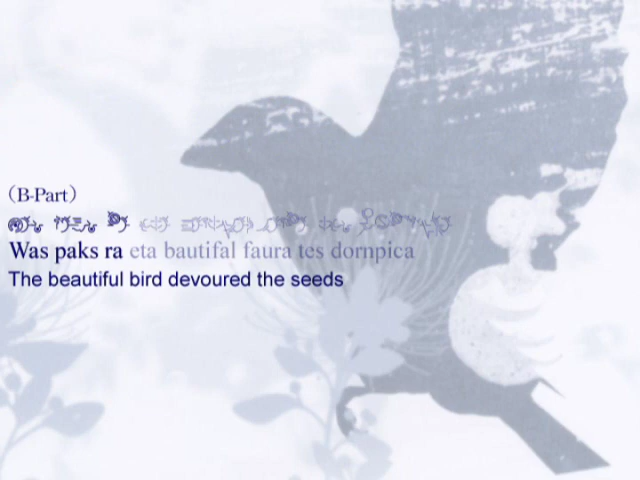 (B-Part)
Was paks ra eta bautifal faura tes dornpica
The beautiful bird devoured the seeds